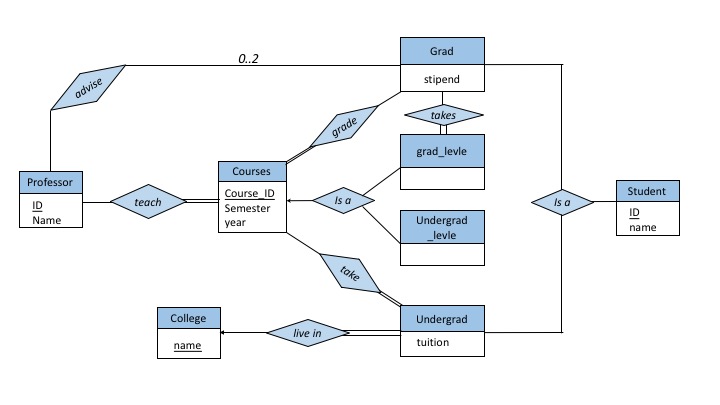 Grad
stipend
0..2
advise
takes
grade
grad_levle
Courses
Course_ID
Semester
year
Professor
ID
Name
teach
Is a
Undergrad
_levle
Is a
Student
ID
name
take
College
name
live in
Undergrad
tuition